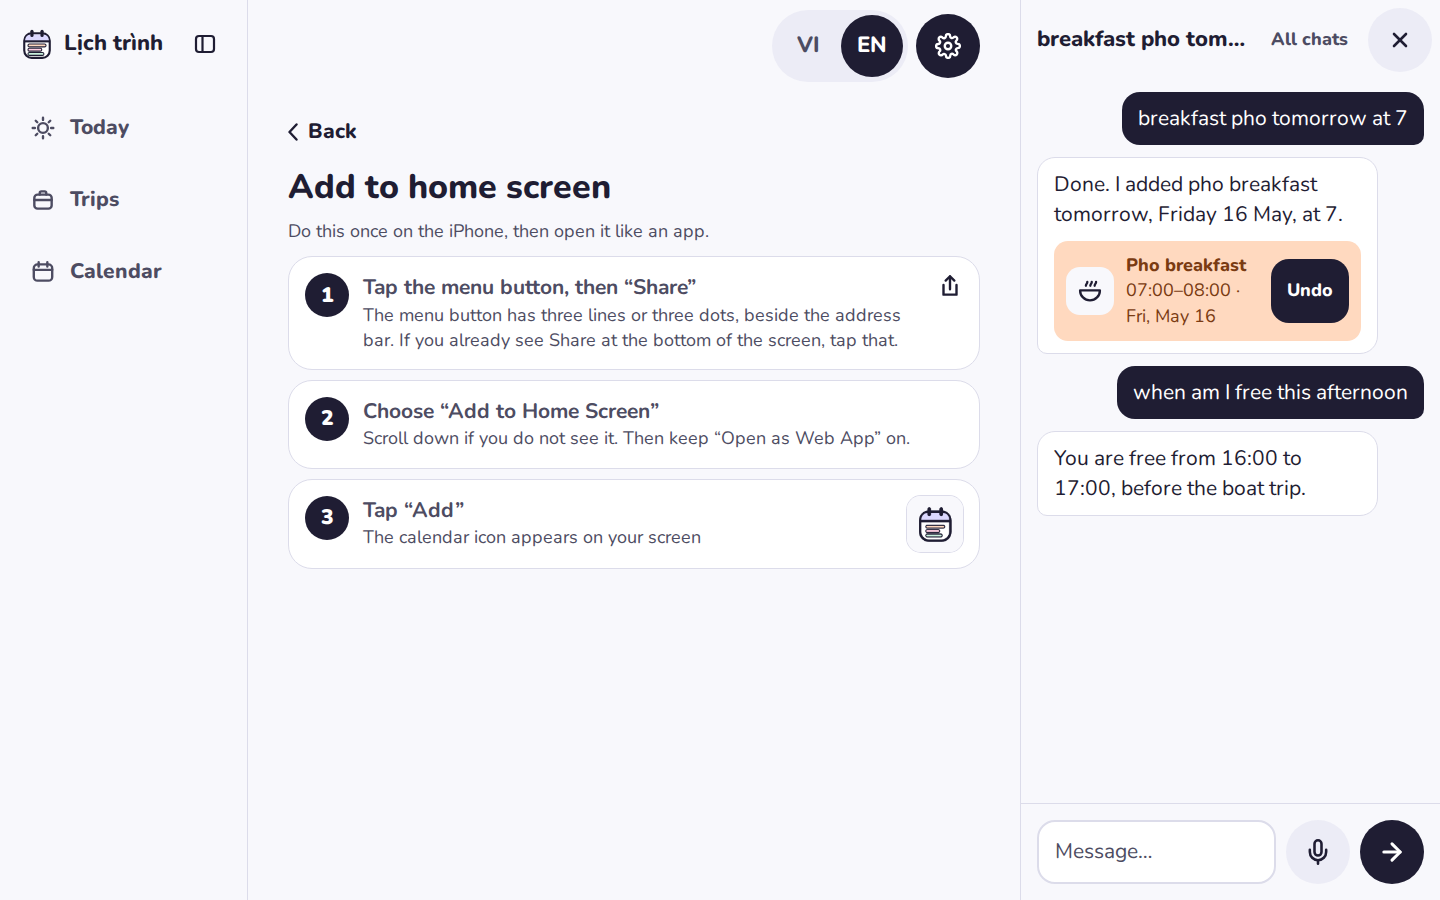 Lịch trình
Today
Trips
Calendar
VI
EN
Back
Add to home screen
Do this once on the iPhone, then open it like an app.
1
Tap the menu button, then “Share”
The menu button has three lines or three dots, beside the address
bar. If you already see Share at the bottom of the screen, tap that.
2
Choose “Add to Home Screen”
Scroll down if you do not see it. Then keep “Open as Web App” on.
3
Tap “Add”
The calendar icon appears on your screen
breakfast pho tom...
All chats
breakfast pho tomorrow at 7
Done. I added pho breakfast
tomorrow, Friday 16 May, at 7.
Pho breakfast
07:00–08:00 ·
Fri, May 16
Undo
when am I free this afternoon
You are free from 16:00 to
17:00, before the boat trip.
Message...